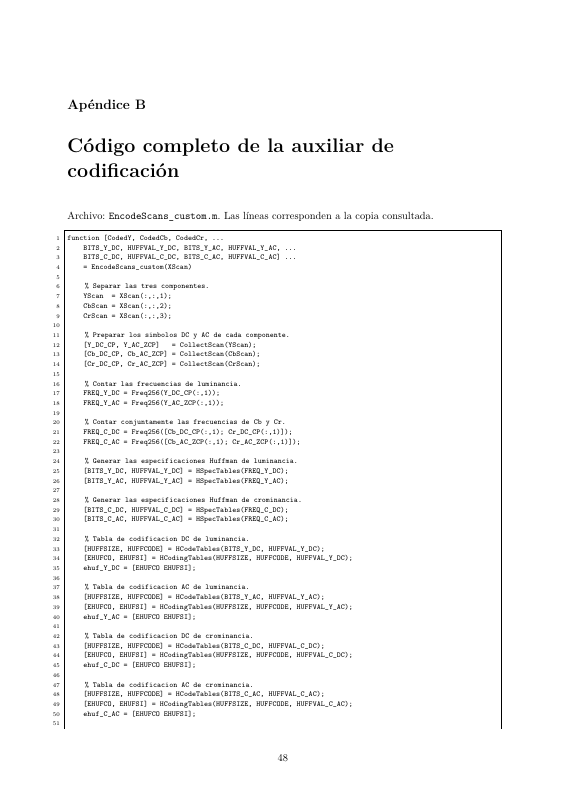 Apéndice B
Código completo de la auxiliar de
codificación
Archivo: EncodeScans_custom.m. Las líneas corresponden a la copia consultada.
1 function [CodedY, CodedCb, CodedCr, ...
2 BITS_Y_DC, HUFFVAL_Y_DC, BITS_Y_AC, HUFFVAL_Y_AC, ...
3 BITS_C_DC, HUFFVAL_C_DC, BITS_C_AC, HUFFVAL_C_AC] ...
4 = EncodeScans_custom(XScan)
5
6 % Separar las tres componentes.
7 YScan  = XScan(:,:,1);
8 CbScan = XScan(:,:,2);
9 CrScan = XScan(:,:,3);
10
11 % Preparar los simbolos DC y AC de cada componente.
12 [Y_DC_CP, Y_AC_ZCP]   = CollectScan(YScan);
13 [Cb_DC_CP, Cb_AC_ZCP] = CollectScan(CbScan);
14 [Cr_DC_CP, Cr_AC_ZCP] = CollectScan(CrScan);
15
16 % Contar las frecuencias de luminancia.
17 FREQ_Y_DC = Freq256(Y_DC_CP(:,1));
18 FREQ_Y_AC = Freq256(Y_AC_ZCP(:,1));
19
20 % Contar conjuntamente las frecuencias de Cb y Cr.
21 FREQ_C_DC = Freq256([Cb_DC_CP(:,1); Cr_DC_CP(:,1)]);
22 FREQ_C_AC = Freq256([Cb_AC_ZCP(:,1); Cr_AC_ZCP(:,1)]);
23
24 % Generar las especificaciones Huffman de luminancia.
25 [BITS_Y_DC, HUFFVAL_Y_DC] = HSpecTables(FREQ_Y_DC);
26 [BITS_Y_AC, HUFFVAL_Y_AC] = HSpecTables(FREQ_Y_AC);
27
28 % Generar las especificaciones Huffman de crominancia.
29 [BITS_C_DC, HUFFVAL_C_DC] = HSpecTables(FREQ_C_DC);
30 [BITS_C_AC, HUFFVAL_C_AC] = HSpecTables(FREQ_C_AC);
31
32 % Tabla de codificacion DC de luminancia.
33 [HUFFSIZE, HUFFCODE] = HCodeTables(BITS_Y_DC, HUFFVAL_Y_DC);
34 [EHUFCO, EHUFSI] = HCodingTables(HUFFSIZE, HUFFCODE, HUFFVAL_Y_DC);
35 ehuf_Y_DC = [EHUFCO EHUFSI];
36
37 % Tabla de codificacion AC de luminancia.
38 [HUFFSIZE, HUFFCODE] = HCodeTables(BITS_Y_AC, HUFFVAL_Y_AC);
39 [EHUFCO, EHUFSI] = HCodingTables(HUFFSIZE, HUFFCODE, HUFFVAL_Y_AC);
40 ehuf_Y_AC = [EHUFCO EHUFSI];
41
42 % Tabla de codificacion DC de crominancia.
43 [HUFFSIZE, HUFFCODE] = HCodeTables(BITS_C_DC, HUFFVAL_C_DC);
44 [EHUFCO, EHUFSI] = HCodingTables(HUFFSIZE, HUFFCODE, HUFFVAL_C_DC);
45 ehuf_C_DC = [EHUFCO EHUFSI];
46
47 % Tabla de codificacion AC de crominancia.
48 [HUFFSIZE, HUFFCODE] = HCodeTables(BITS_C_AC, HUFFVAL_C_AC);
49 [EHUFCO, EHUFSI] = HCodingTables(HUFFSIZE, HUFFCODE, HUFFVAL_C_AC);
50 ehuf_C_AC = [EHUFCO EHUFSI];
51
48